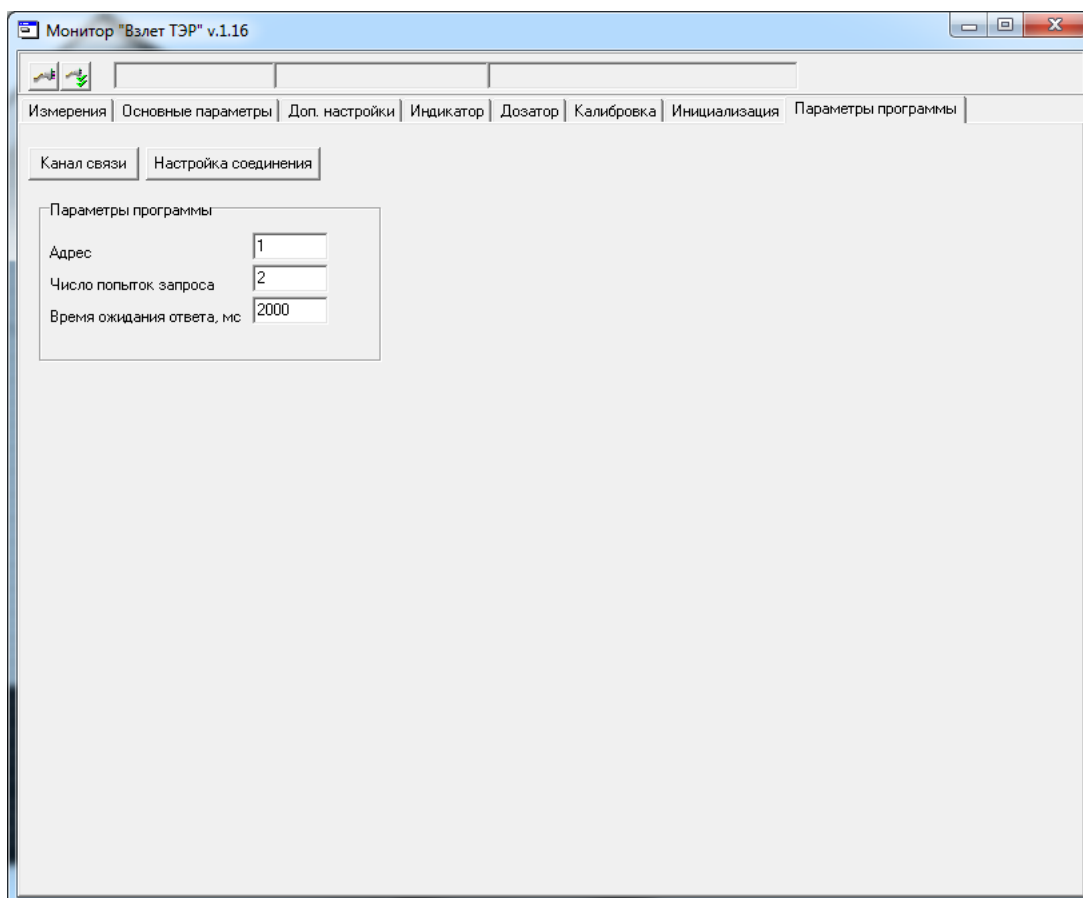 Монитор "Взлет ТЭР" v.1.16
Измерения Основные параметры Доп. настройки Индикатор Дозатор Калибровка Инициализация Параметры программы
Канал связи Настройка соединения
Параметры программы
Адрес 1
Число попыток запроса 2
Время ожидания ответа, мс 2000